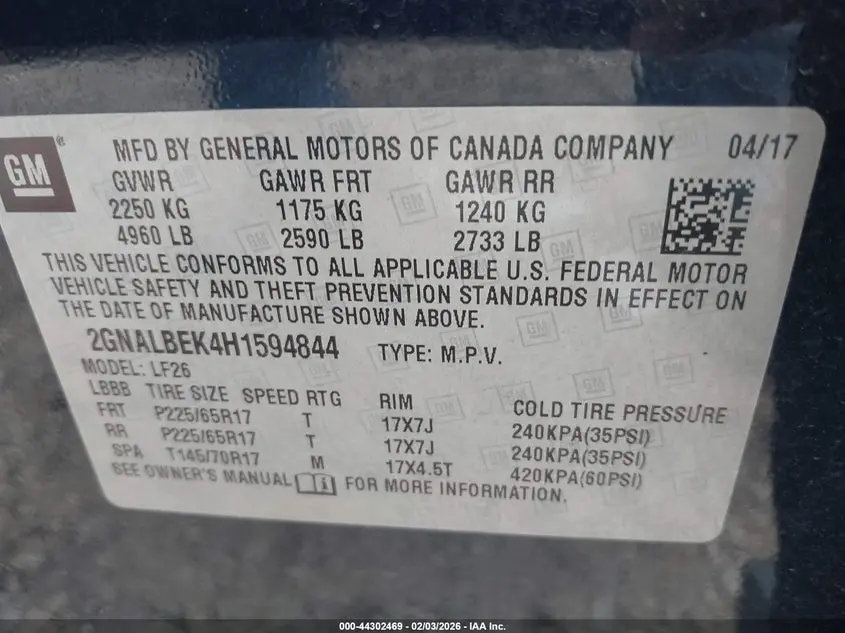 GM® MFD BY GENERAL MOTORS OF CANADA COMPANY 04/17
GVWR GAWR FRT GAWR RR
2250 KG 1175 KG 1240 KG
4960 LB 2590 LB 2733 LB
THIS VEHICLE CONFORMS TO ALL APPLICABLE U.S. FEDERAL MOTOR
VEHICLE SAFETY AND THEFT PREVENTION STANDARDS IN EFFECT ON
THE DATE OF MANUFACTURE SHOWN ABOVE.
2GNALBEK4H1594844 TYPE: M.P.V.
MODEL: LF26
LBBB TIRE SIZE SPEED RTG RIM COLD TIRE PRESSURE
FRT P225/65R17 T 17X7J 240KPA(35PSI)
RR P225/65R17 T 17X7J 240KPA(35PSI)
SPA T145/70R17 M 17X4.5T 420KPA(60PSI)
SEE OWNER'S MANUAL FOR MORE INFORMATION.
000-44302469 | 02/03/2026 - IAA Inc.